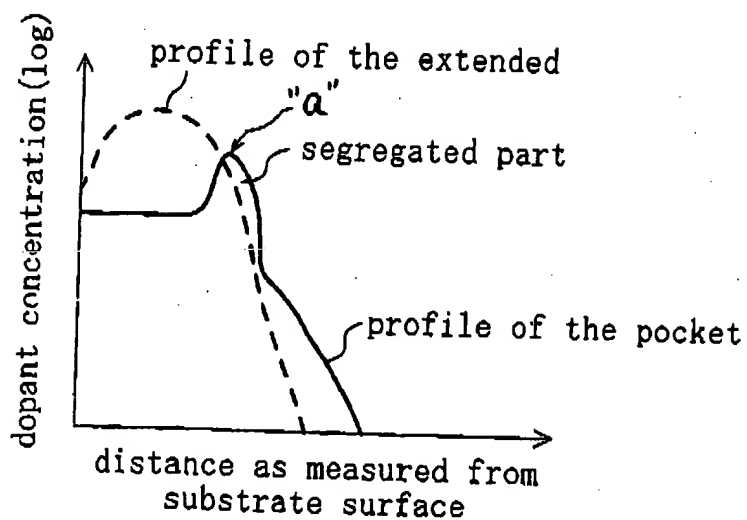 dopant concentration(log)
profile of the extended
"a"
segregated part
profile of the pocket
distance as measured from
substrate surface